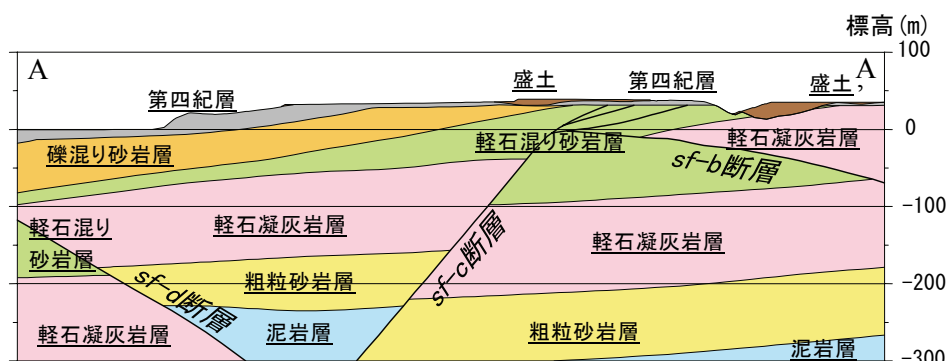 標高(m)
100
A
A'
盛土
第四紀層
第四紀層
盛土
0
礫混り砂岩層
軽石混り砂岩層
軽石凝灰岩層
sf-b断層
-100
軽石混り
砂岩層
軽石凝灰岩層
sf-c断層
軽石凝灰岩層
sf-d断層
粗粒砂岩層
-200
軽石凝灰岩層
泥岩層
粗粒砂岩層
泥岩層
-300